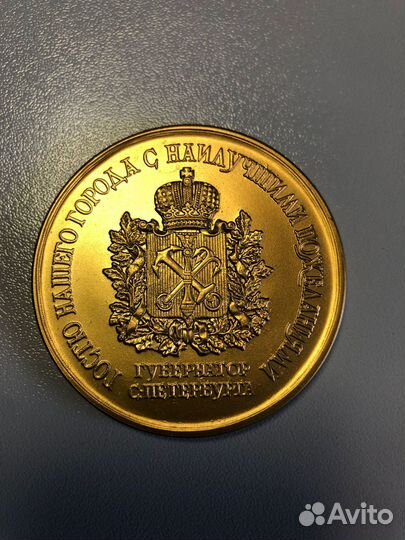 ГОСТЮ НАШЕГО ГОРОДА С НАИЛУЧШИМИ ПОЖЕЛАНИЯМИ
ГУБЕРНАТОР
С.ПЕТЕРБУРГА
Avito